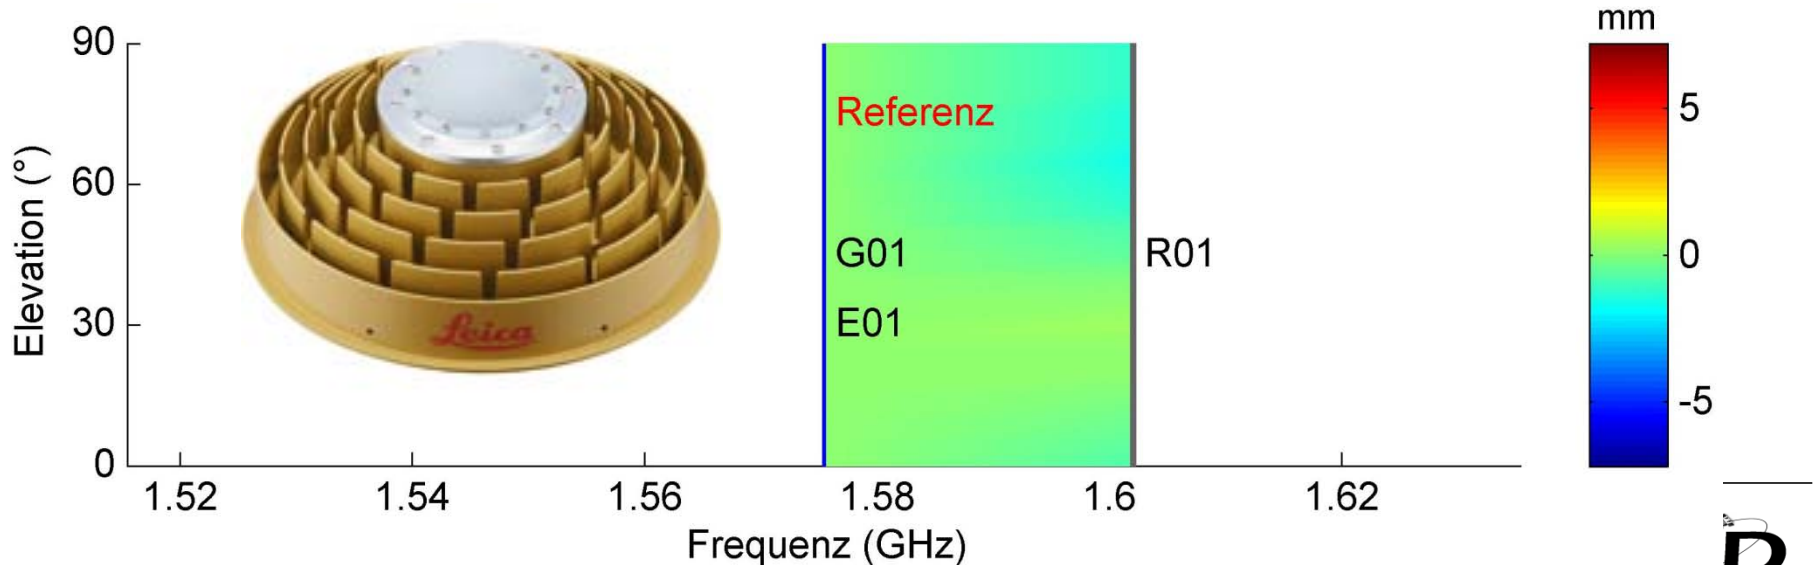 mm
90
60
30
0
Elevation (°)
Leica
Referenz
G01
E01
R01
5
0
-5
1.52
1.54
1.56
1.58
1.6
1.62
Frequenz (GHz)